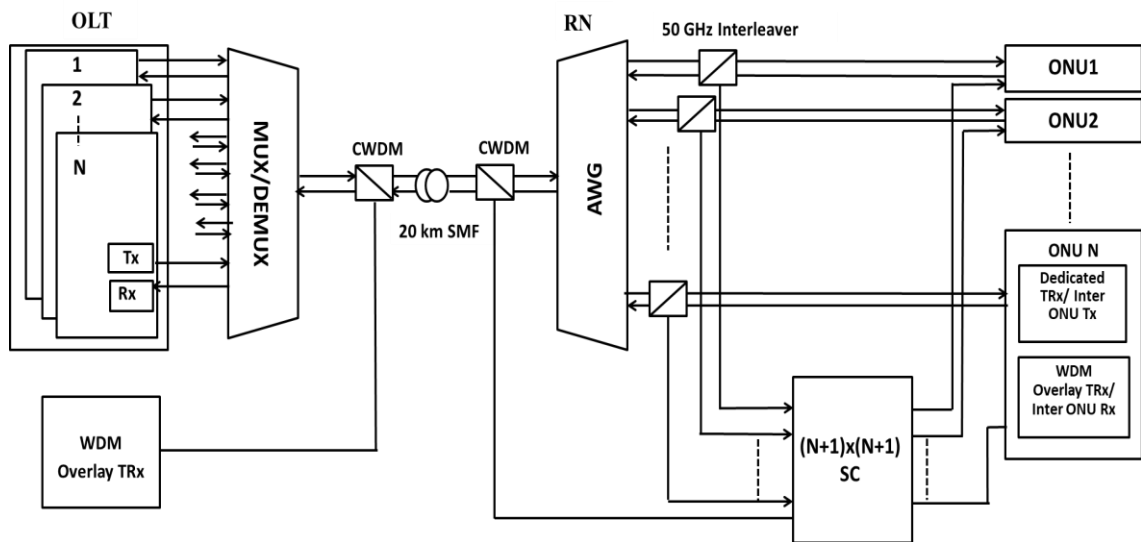 OLT
RN
50 GHz Interleaver
1
2
N
Tx
Rx
MUX/DEMUX
CWDM
20 km SMF
CWDM
AWG
ONU1
ONU2
ONU N
Dedicated
TRx/ Inter
ONU Tx
WDM
Overlay TRx/
Inter ONU Rx
(N+1)x(N+1)
SC
WDM
Overlay TRx